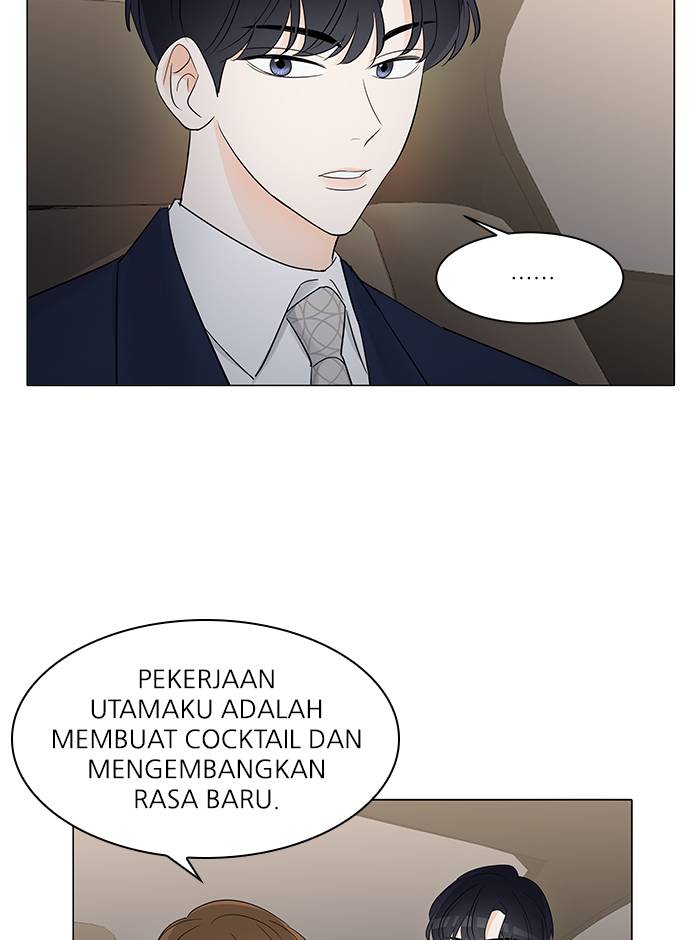 ......
PEKERJAAN
UTAMAKU ADALAH
MEMBUAT COCKTAIL DAN
MENGEMBANGKAN
RASA BARU.